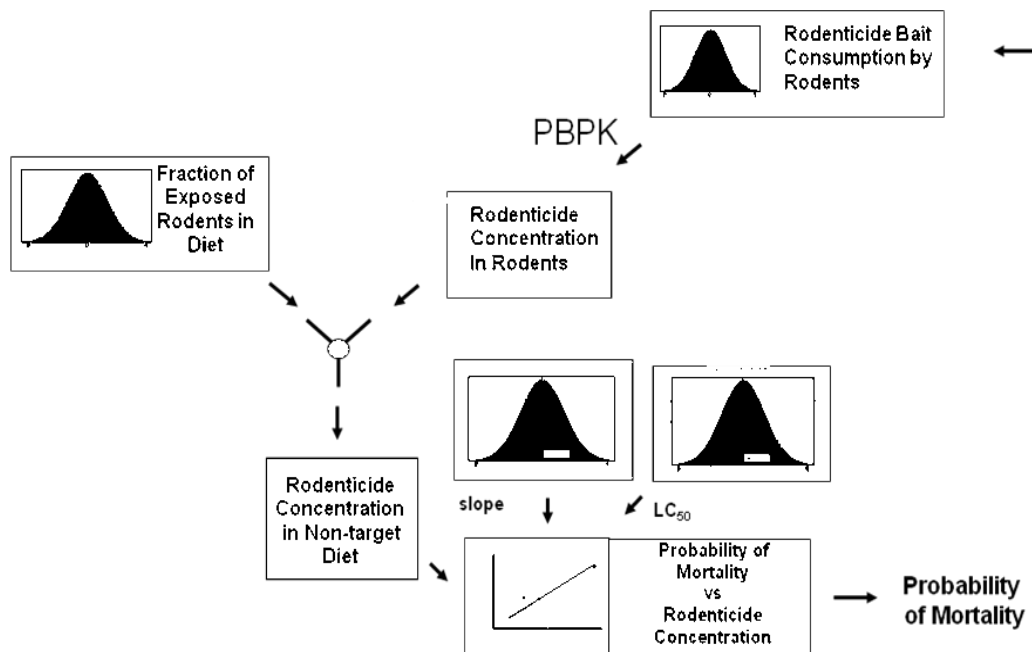 Rodenticide Bait
Consumption by
Rodents
PBPK
Fraction of
Exposed
Rodents in
Diet
Rodenticide
Concentration
In Rodents
Rodenticide
Concentration
in Non-target
Diet
slope
LC₅₀
Probability of
Mortality
vs
Rodenticide
Concentration
Probability
of Mortality